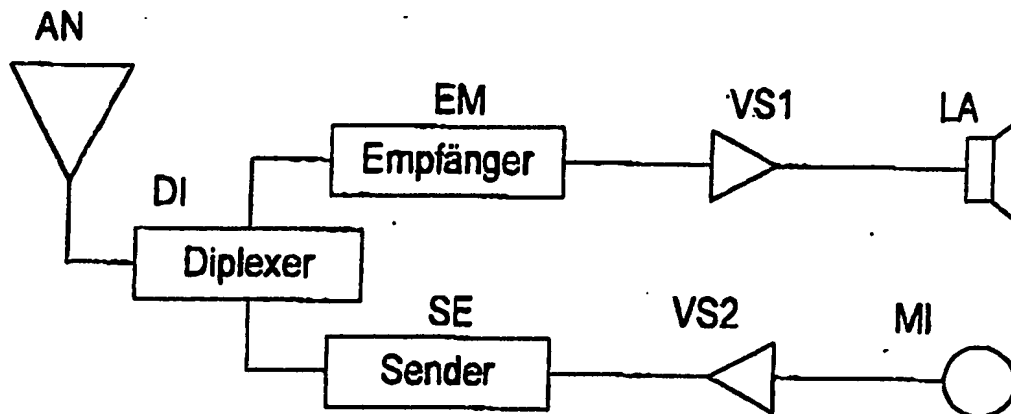 AN
EM
VS1
LA
Empfänger
DI
Diplexer
SE
VS2
MI
Sender